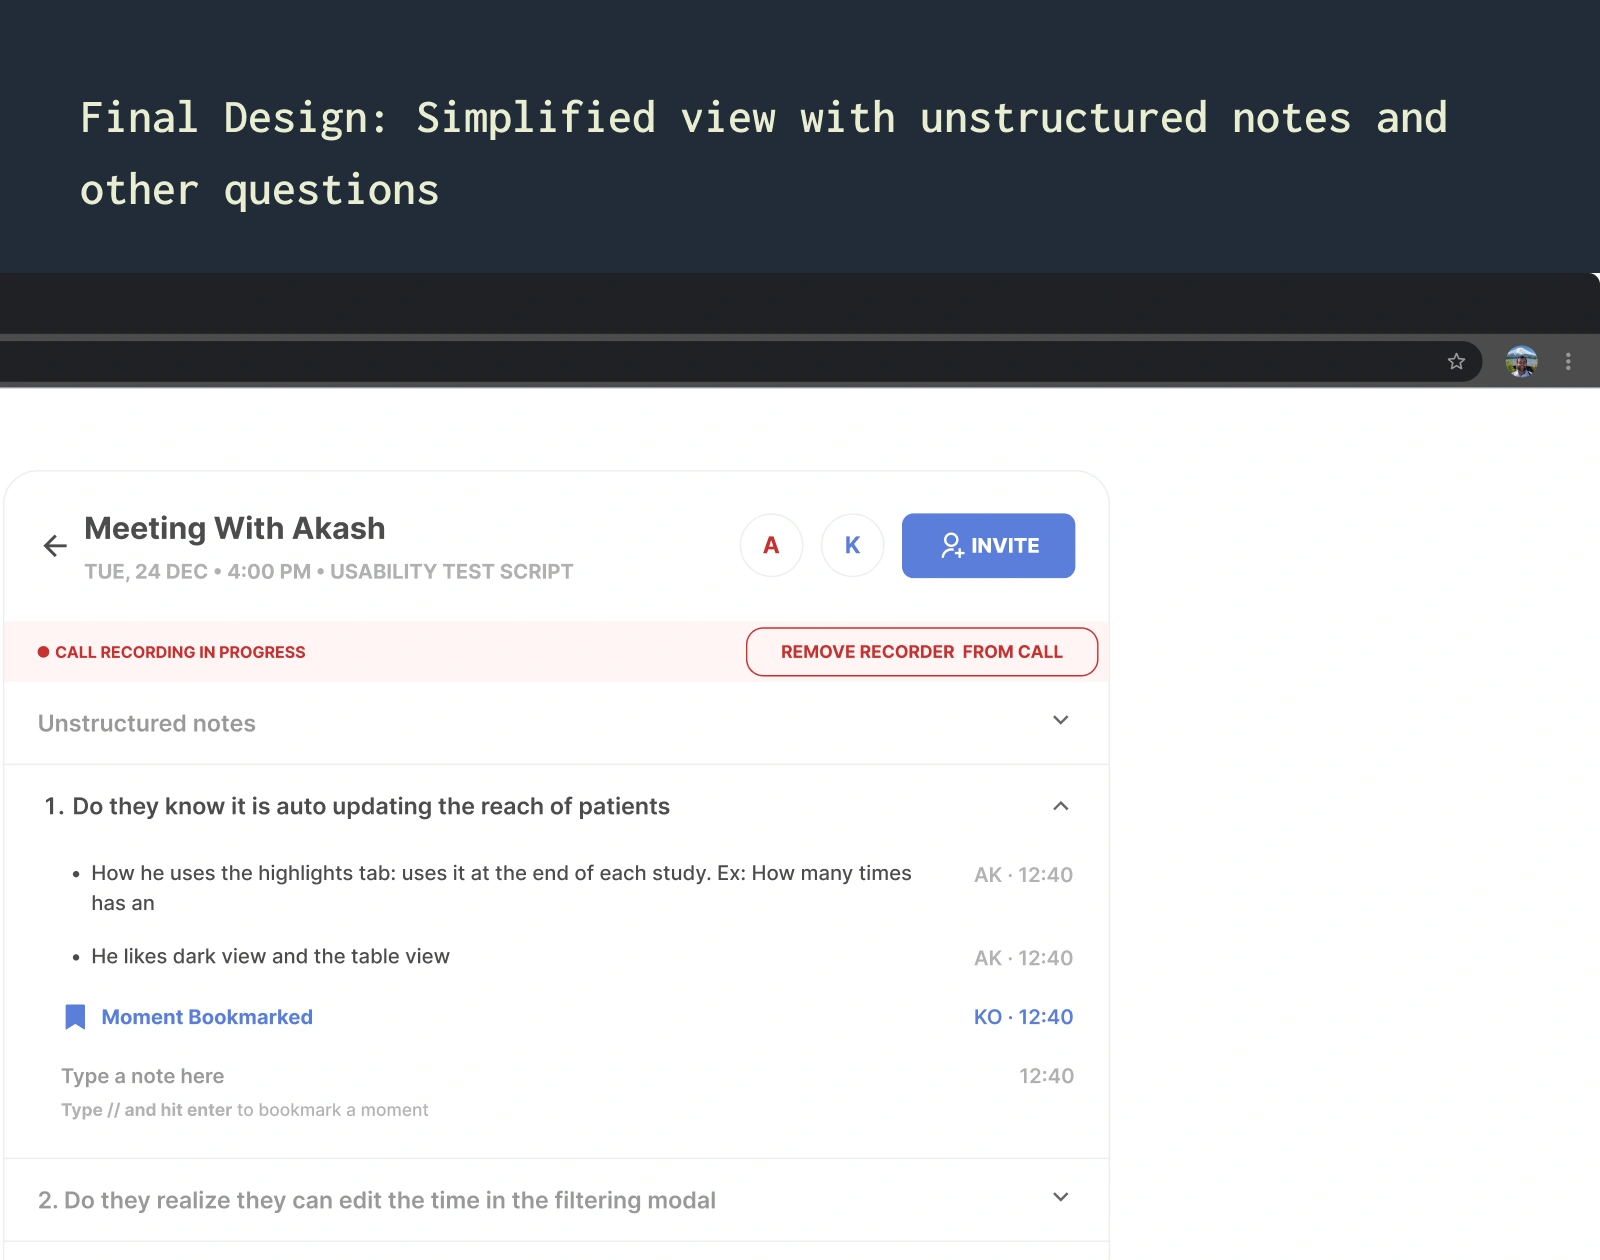 Final Design: Simplified view with unstructured notes and
other questions
Meeting With Akash
TUE, 24 DEC • 4:00 PM • USABILITY TEST SCRIPT
A
K
INVITE
CALL RECORDING IN PROGRESS
REMOVE RECORDER FROM CALL
Unstructured notes
1. Do they know it is auto updating the reach of patients
• How he uses the highlights tab: uses it at the end of each study. Ex: How many times
has an
AK · 12:40
• He likes dark view and the table view
AK · 12:40
Moment Bookmarked
KO · 12:40
Type a note here
12:40
Type // and hit enter to bookmark a moment
2. Do they realize they can edit the time in the filtering modal